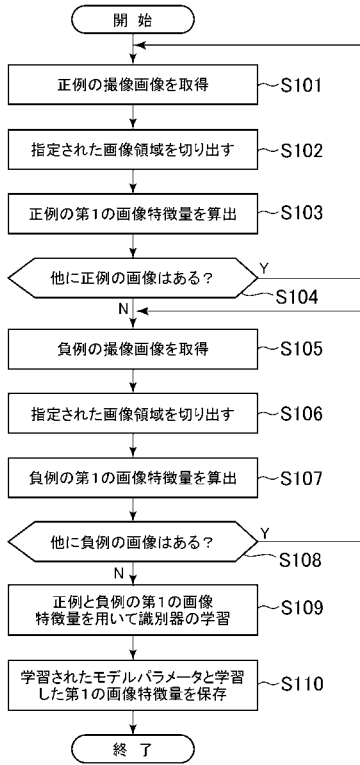 開 始
正例の撮像画像を取得
S101
指定された画像領域を切り出す
S102
正例の第1の画像特徴量を算出
S103
他に正例の画像はある?
Y
S104
N
負例の撮像画像を取得
S105
指定された画像領域を切り出す
S106
負例の第1の画像特徴量を算出
S107
他に負例の画像はある?
Y
S108
N
正例と負例の第1の画像
特徴量を用いて識別器の学習
S109
学習されたモデルパラメータと学習
した第1の画像特徴量を保存
S110
終 了